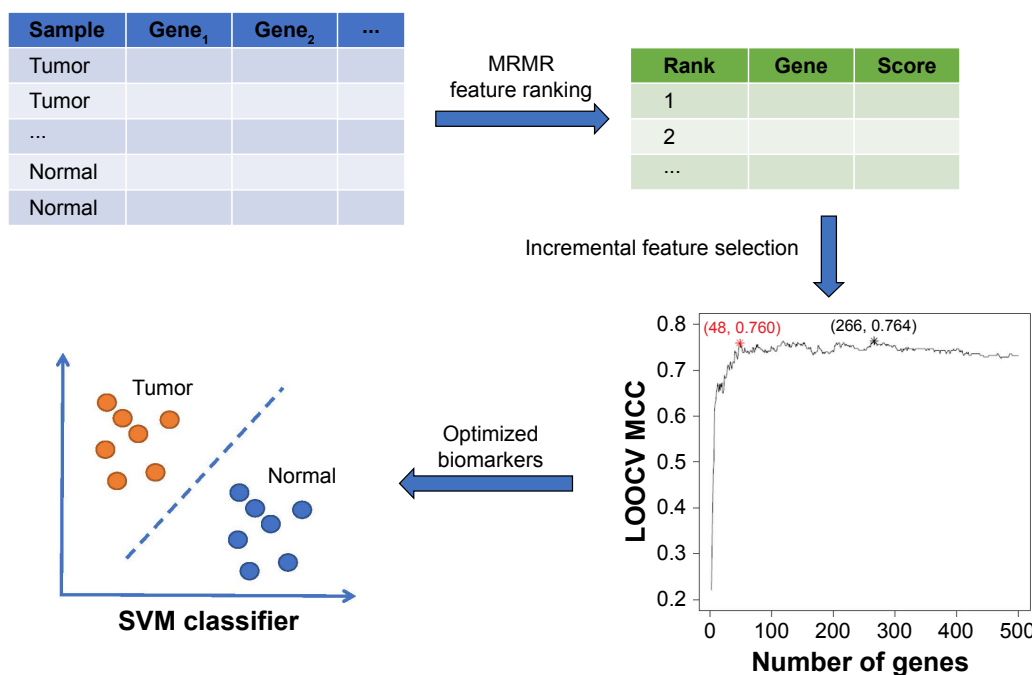 Sample Gene₁ Gene₂ ...
Tumor
Tumor
...
Normal
Normal
MRMR
feature ranking
Rank Gene Score
1
2
...
Incremental feature selection
(48, 0.760) (266, 0.764)
0.8
0.7
0.6
0.5
0.4
0.3
0.2
LOOCV MCC
0 100 200 300 400 500
Number of genes
Optimized
biomarkers
Tumor
Normal
SVM classifier